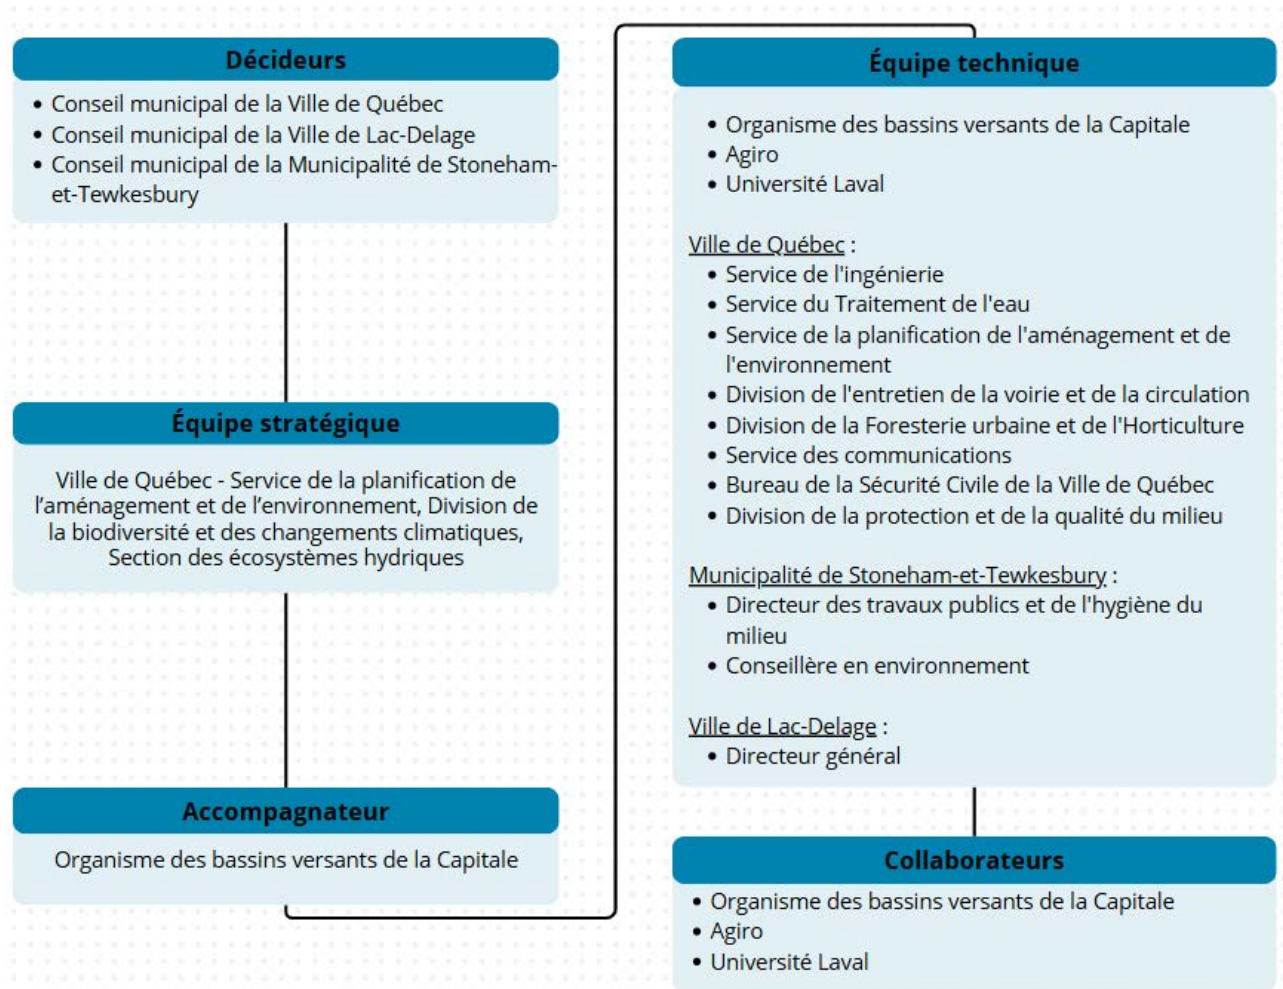 Décideurs
• Conseil municipal de la Ville de Québec
• Conseil municipal de la Ville de Lac-Delage
• Conseil municipal de la Municipalité de Stoneham-
et-Tewkesbury
Équipe stratégique
Ville de Québec - Service de la planification de
l’aménagement et de l’environnement, Division de
la biodiversité et des changements climatiques,
Section des écosystèmes hydriques
Accompagnateur
Organisme des bassins versants de la Capitale
Équipe technique
• Organisme des bassins versants de la Capitale
• Agiro
• Université Laval
Ville de Québec :
• Service de l'ingénierie
• Service du Traitement de l'eau
• Service de la planification de l'aménagement et de
l'environnement
• Division de l'entretien de la voirie et de la circulation
• Division de la Foresterie urbaine et de l'Horticulture
• Service des communications
• Bureau de la Sécurité Civile de la Ville de Québec
• Division de la protection et de la qualité du milieu
Municipalité de Stoneham-et-Tewkesbury :
• Directeur des travaux publics et de l'hygiène du
milieu
• Conseillère en environnement
Ville de Lac-Delage :
• Directeur général
Collaborateurs
• Organisme des bassins versants de la Capitale
• Agiro
• Université Laval